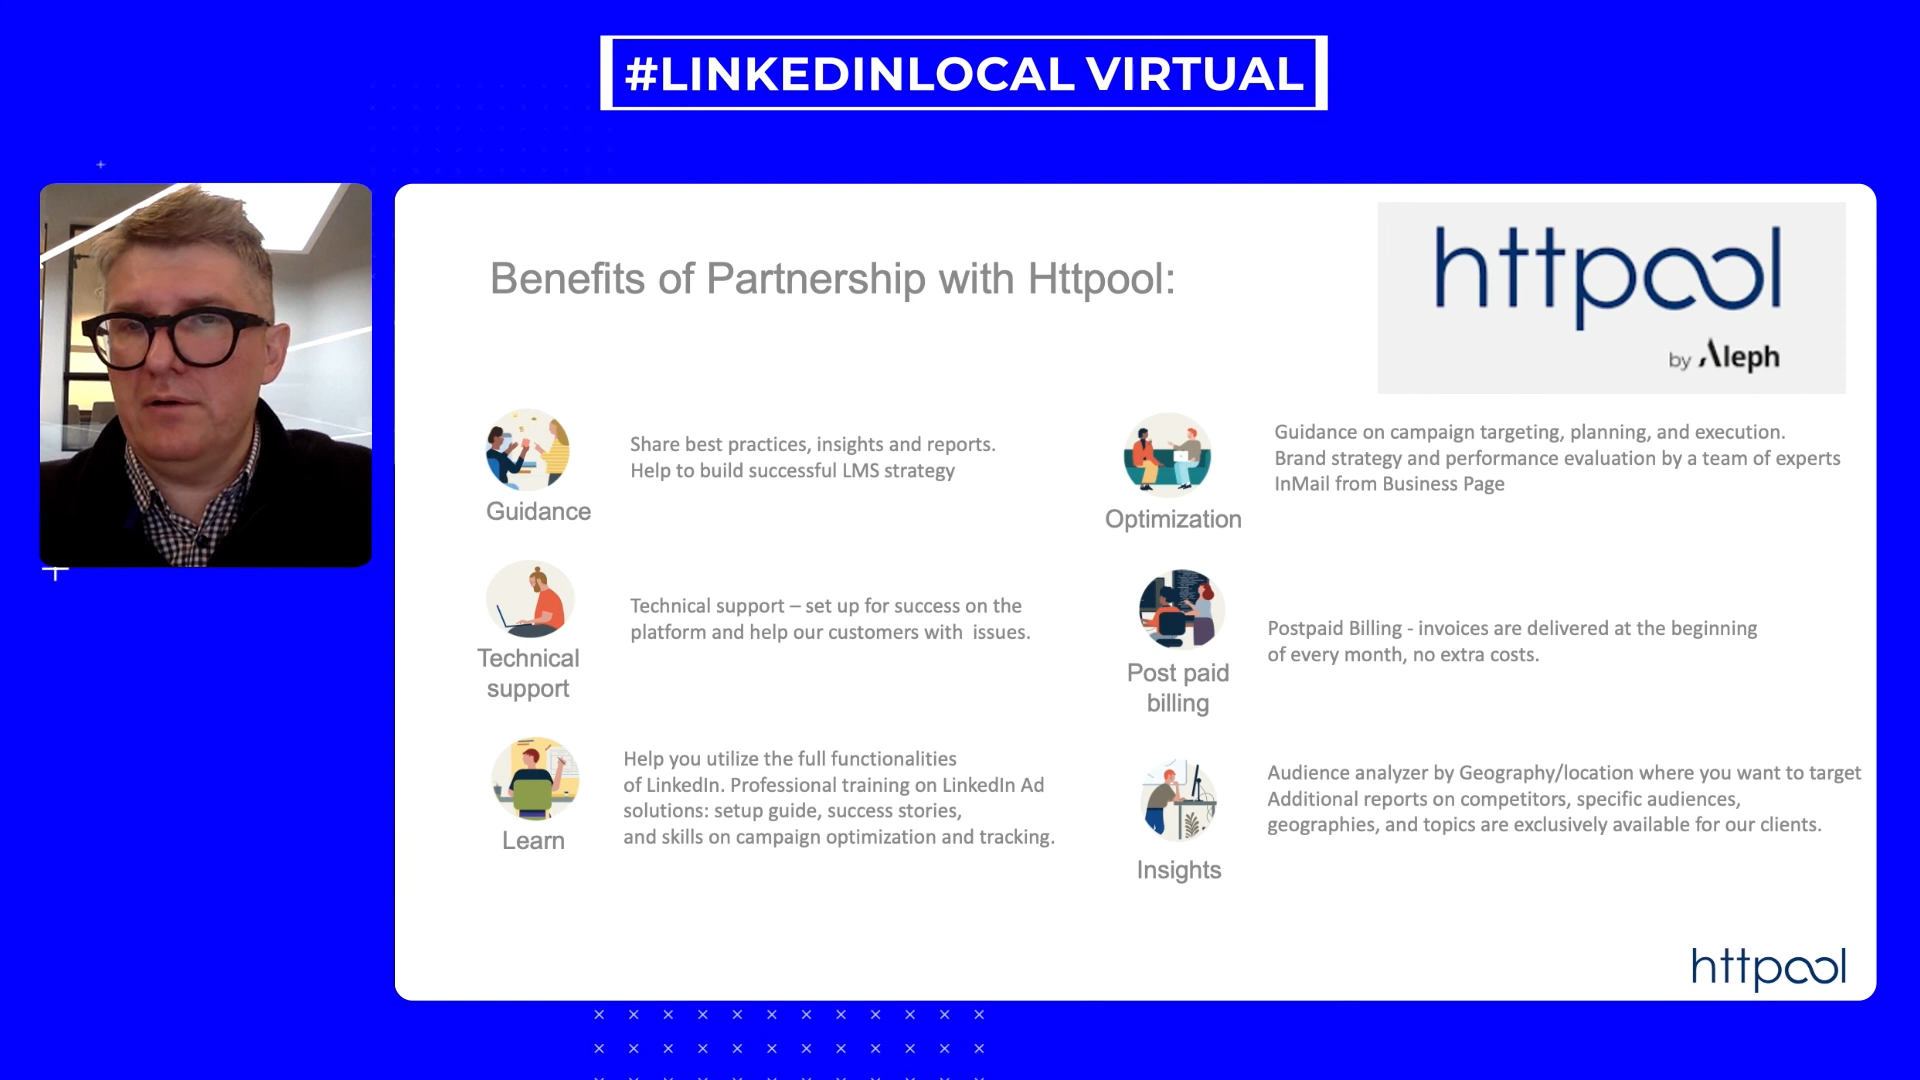 #LINKEDINLOCAL VIRTUAL
httpool
by Aleph
Benefits of Partnership with Httpool:
Share best practices, insights and reports.
Help to build successful LMS strategy
Guidance
Technical support – set up for success on the
platform and help our customers with issues.
Technical
support
Help you utilize the full functionalities
of LinkedIn. Professional training on LinkedIn Ad
solutions: setup guide, success stories,
and skills on campaign optimization and tracking.
Learn
Guidance on campaign targeting, planning, and execution.
Brand strategy and performance evaluation by a team of experts
InMail from Business Page
Optimization
Postpaid Billing - invoices are delivered at the beginning
of every month, no extra costs.
Post paid
billing
Audience analyzer by Geography/location where you want to target
Additional reports on competitors, specific audiences,
geographies, and topics are exclusively available for our clients.
Insights
httpool